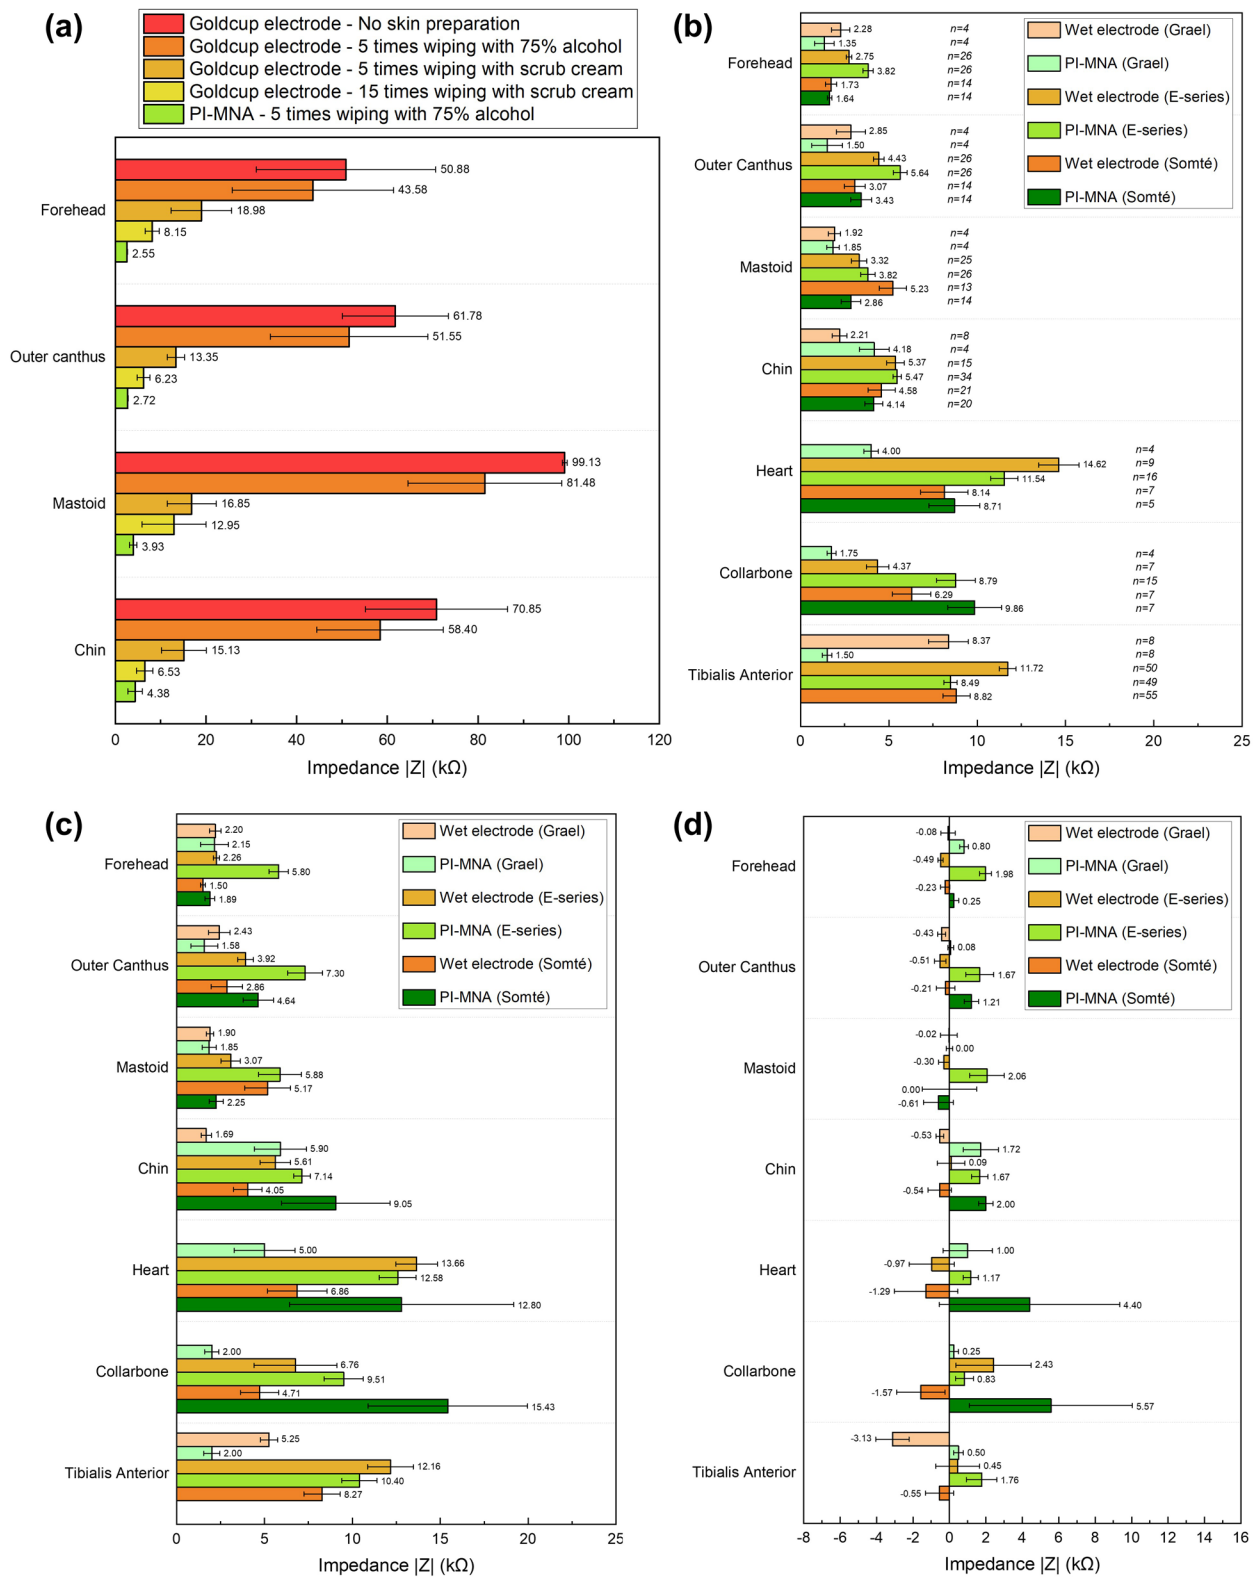 (a)
Goldcup electrode - No skin preparation
Goldcup electrode - 5 times wiping with 75% alcohol
Goldcup electrode - 5 times wiping with scrub cream
Goldcup electrode - 15 times wiping with scrub cream
PI-MNA - 5 times wiping with 75% alcohol
Forehead
50.88
43.58
18.98
8.15
2.55
Outer canthus
61.78
51.55
13.35
6.23
2.72
Mastoid
99.13
81.48
16.85
12.95
3.93
Chin
70.85
58.40
15.13
6.53
4.38
0 20 40 60 80 100 120
Impedance |Z| (kΩ)
(b)
Wet electrode (Grael)
PI-MNA (Grael)
Wet electrode (E-series)
PI-MNA (E-series)
Wet electrode (Somté)
PI-MNA (Somté)
Forehead
2.28 n=4
1.35 n=4
2.75 n=26
3.82 n=26
1.73 n=14
1.64 n=14
Outer Canthus
2.85 n=4
1.50 n=4
4.43 n=26
5.64 n=26
3.07 n=14
3.43 n=14
Mastoid
1.92 n=4
1.85 n=4
3.32 n=25
3.82 n=26
5.23 n=13
2.86 n=14
Chin
2.21 n=8
4.18 n=4
5.37 n=15
5.47 n=34
4.58 n=21
4.14 n=20
Heart
4.00 n=4
14.62 n=9
11.54 n=16
8.14 n=7
8.71 n=5
Collarbone
1.75 n=4
4.37 n=7
8.79 n=15
6.29 n=7
9.86 n=7
Tibialis Anterior
8.37 n=8
1.50 n=8
11.72 n=50
8.49 n=49
8.82 n=55
0 5 10 15 20 25
Impedance |Z| (kΩ)
(c)
Wet electrode (Grael)
PI-MNA (Grael)
Wet electrode (E-series)
PI-MNA (E-series)
Wet electrode (Somté)
PI-MNA (Somté)
Forehead
2.20
2.15
2.26
5.80
1.50
1.89
Outer Canthus
2.43
1.58
3.92
7.30
2.86
4.64
Mastoid
1.90
1.85
3.07
5.88
5.17
2.25
Chin
1.69
5.90
5.61
7.14
4.05
9.05
Heart
5.00
13.66
12.58
6.86
12.80
Collarbone
2.00
6.76
9.51
4.71
15.43
Tibialis Anterior
5.25
2.00
12.16
10.40
8.27
0 5 10 15 20 25
Impedance |Z| (kΩ)
(d)
Wet electrode (Grael)
PI-MNA (Grael)
Wet electrode (E-series)
PI-MNA (E-series)
Wet electrode (Somté)
PI-MNA (Somté)
Forehead
-0.08
0.80
-0.49
1.98
-0.23
0.25
Outer Canthus
-0.43
0.08
-0.51
1.67
-0.21
1.21
Mastoid
-0.02
0.00
-0.30
2.06
0.00
-0.61
Chin
-0.53
1.72
0.09
1.67
-0.54
2.00
Heart
1.00
-0.97
1.17
-1.29
4.40
Collarbone
0.25
2.43
0.83
-1.57
5.57
Tibialis Anterior
-3.13
0.50
0.45
1.76
-0.55
-8 -6 -4 -2 0 2 4 6 8 10 12 14 16
Impedance |Z| (kΩ)